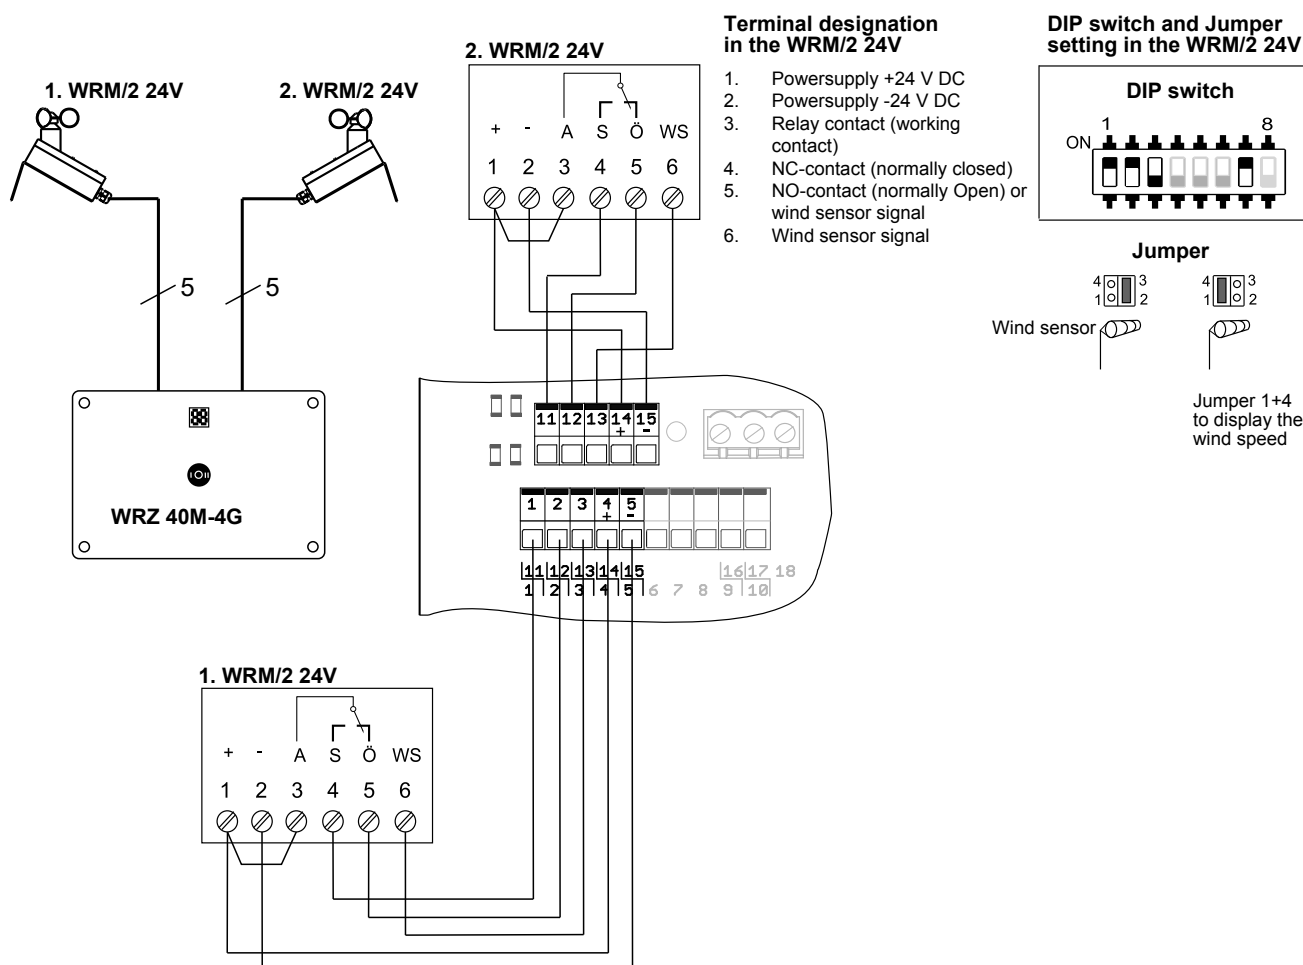 1. WRM/2 24V
2. WRM/2 24V
5
5
WRZ 40M-4G
2. WRM/2 24V
+ - A S Ö WS
1 2 3 4 5 6
Terminal designation
in the WRM/2 24V
1. Powersupply +24 V DC
2. Powersupply -24 V DC
3. Relay contact (working
contact)
4. NC-contact (normally closed)
5. NO-contact (normally Open) or
wind sensor signal
6. Wind sensor signal
DIP switch and Jumper
setting in the WRM/2 24V
DIP switch
1 8
ON
Jumper
4 3
1 2
4 3
1 2
Wind sensor
Jumper 1+4
to display the
wind speed
11 12 13 14 15
+ -
1 2 3 4 5
+ -
11 12 13 14 15 16 17 18
1 2 3 4 5 6 7 8 9 10
1. WRM/2 24V
+ - A S Ö WS
1 2 3 4 5 6